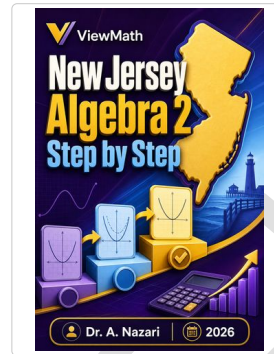 ViewMath
New Jersey
Algebra 2
Step by Step
Dr. A. Nazari
2026